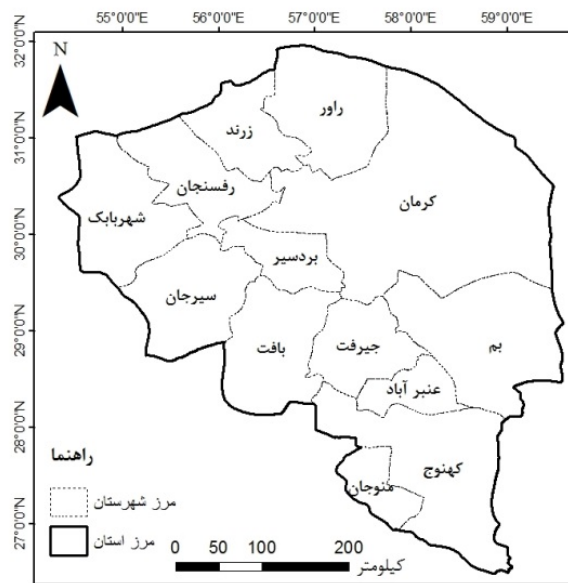 55°0'0"E 56°0'0"E 57°0'0"E 58°0'0"E 59°0'0"E
32°0'0"N
31°0'0"N
30°0'0"N
29°0'0"N
28°0'0"N
27°0'0"N
N
راور
زرند
رفسنجان
کرمان
شهربابک
بردسیر
سیرجان
بافت
جیرفت
بم
عنبر آباد
کهنوج
منوجان
راهنما
مرز شهرستان
مرز استان
0 50 100 200
کیلومتر